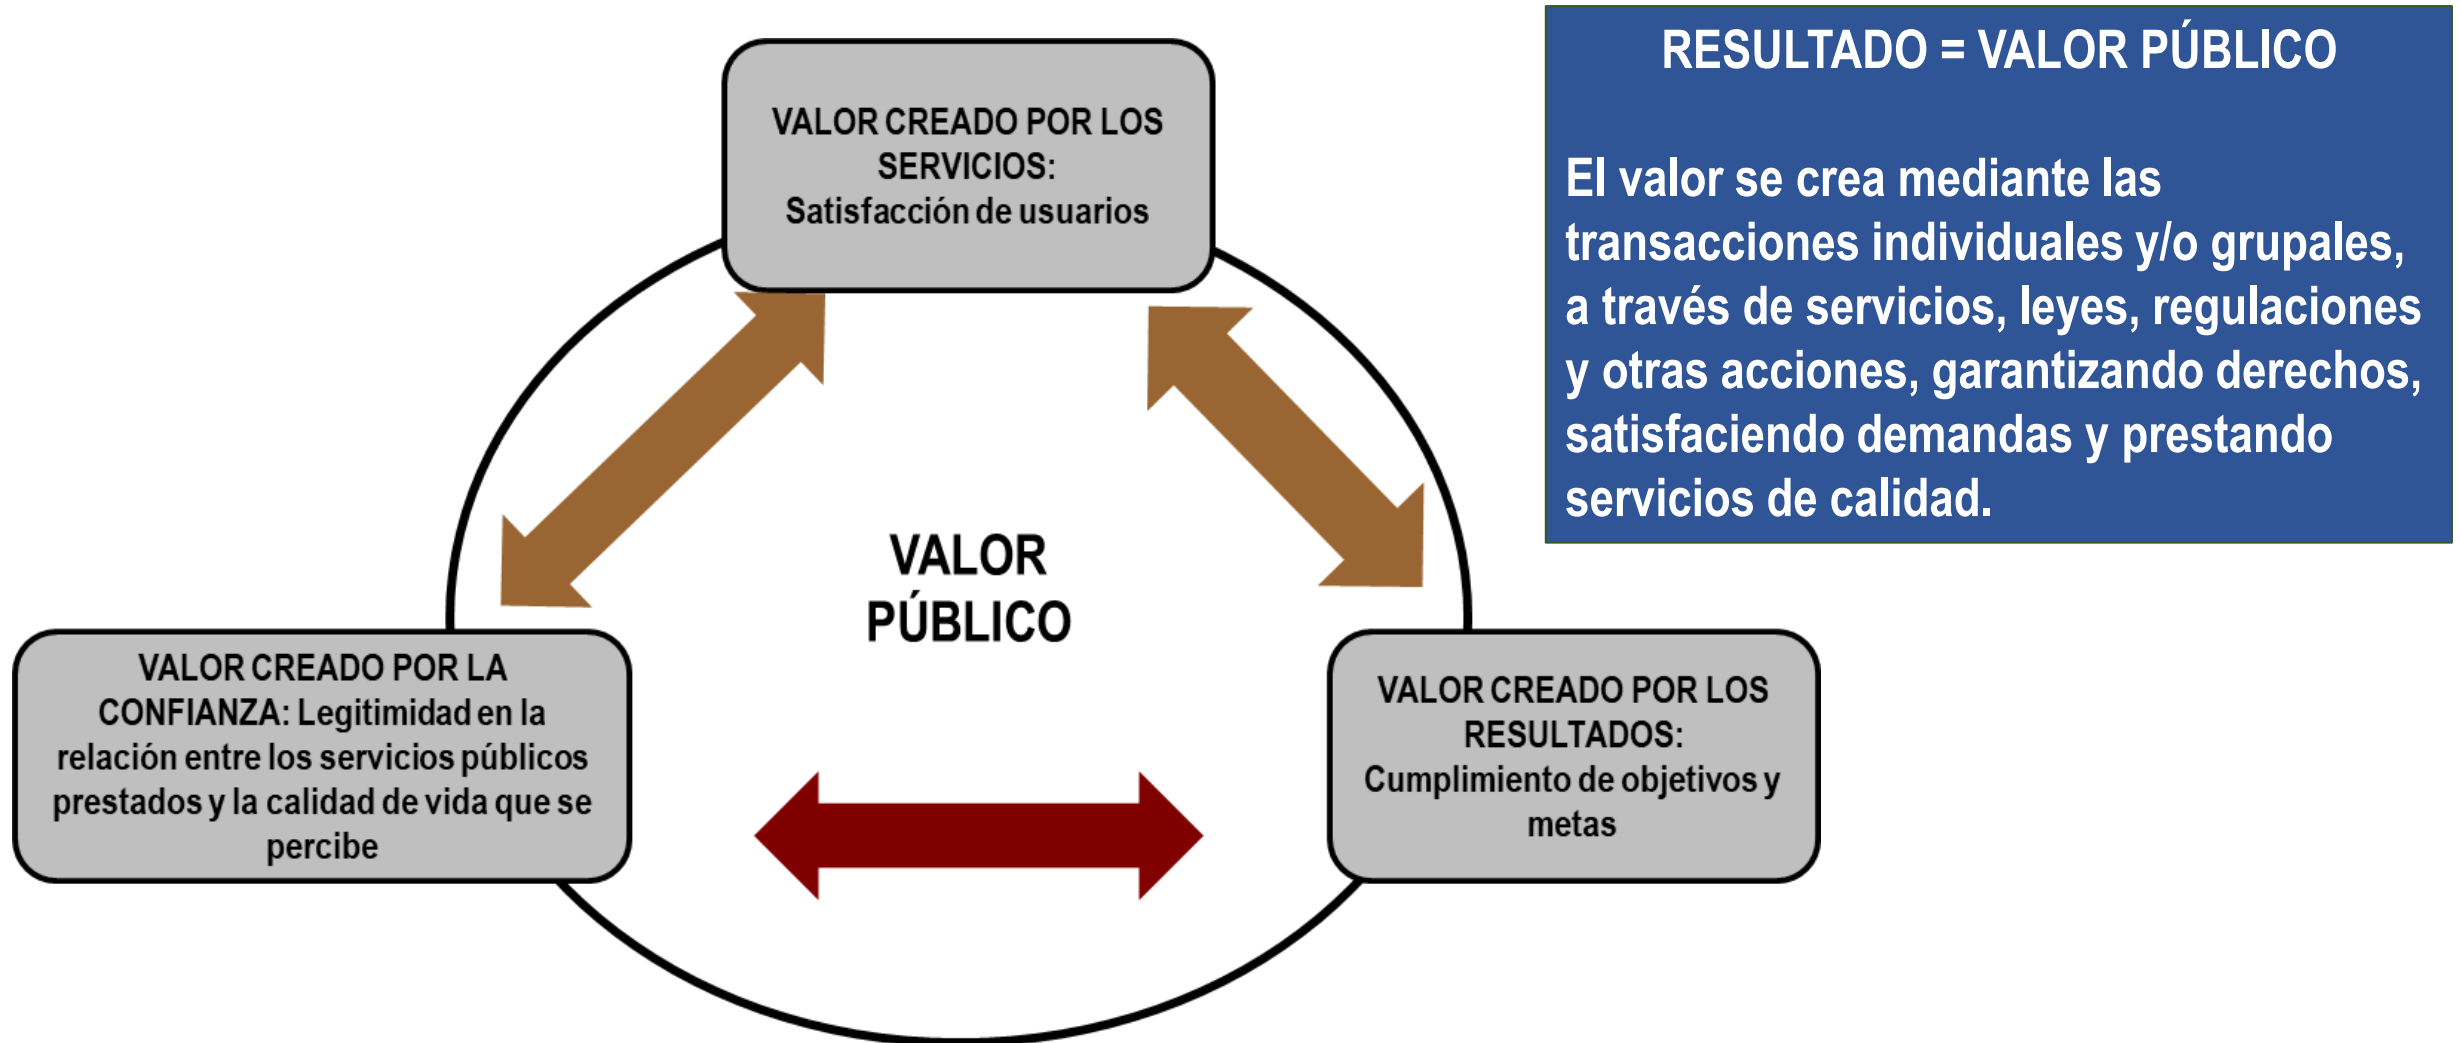 VALOR CREADO POR LOS
SERVICIOS:
Satisfacción de usuarios
RESULTADO = VALOR PÚBLICO
El valor se crea mediante las
transacciones individuales y/o grupales,
a través de servicios, leyes, regulaciones
y otras acciones, garantizando derechos,
satisfaciendo demandas y prestando
servicios de calidad.
VALOR
PÚBLICO
VALOR CREADO POR LA
CONFIANZA: Legitimidad en la
relación entre los servicios públicos
prestados y la calidad de vida que se
percibe
VALOR CREADO POR LOS
RESULTADOS:
Cumplimiento de objetivos y
metas